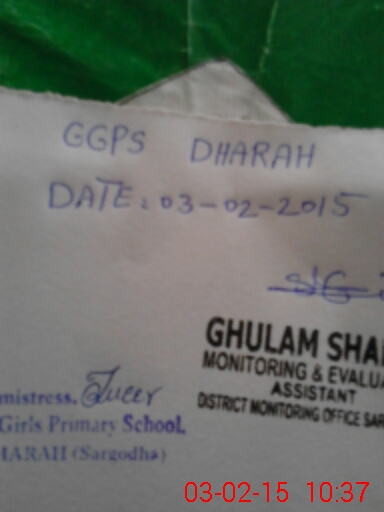 GGPS DHARAH
DATE: 03-02-2015
GHULAM SHA
MONITORING & EVALUA
ASSISTANT
DISTRICT MONITORING OFFICE SAR
mistress,
Girls Primary School,
HARAH (Sargodha)
03-02-15 10:37